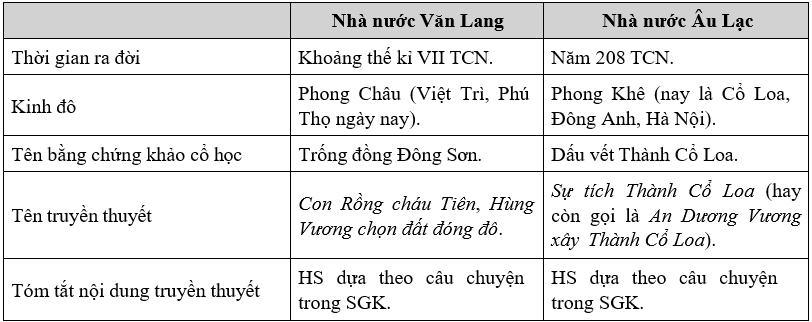 Nhà nước Văn Lang
Nhà nước Âu Lạc
Thời gian ra đời
Khoảng thế kỉ VII TCN.
Năm 208 TCN.
Kinh đô
Phong Châu (Việt Trì, Phú
Thọ ngày nay).
Phong Khê (nay là Cổ Loa,
Đông Anh, Hà Nội).
Tên bằng chứng khảo cổ học
Trống đồng Đông Sơn.
Dấu vết Thành Cổ Loa.
Tên truyền thuyết
Con Rồng cháu Tiên, Hùng
Vương chọn đất đóng đô.
Sự tích Thành Cổ Loa (hay
còn gọi là An Dương Vương
xây Thành Cổ Loa).
Tóm tắt nội dung truyền thuyết
HS dựa theo câu chuyện
trong SGK.
HS dựa theo câu chuyện
trong SGK.